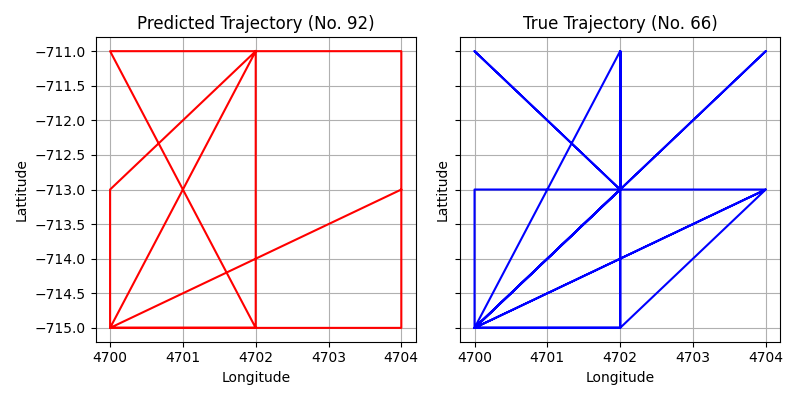 Predicted Trajectory (No. 92)
True Trajectory (No. 66)
−711.0
−711.5
−712.0
−712.5
−713.0
−713.5
−714.0
−714.5
−715.0
Lattitude
Lattitude
4700 4701 4702 4703 4704
4700 4701 4702 4703 4704
Longitude
Longitude